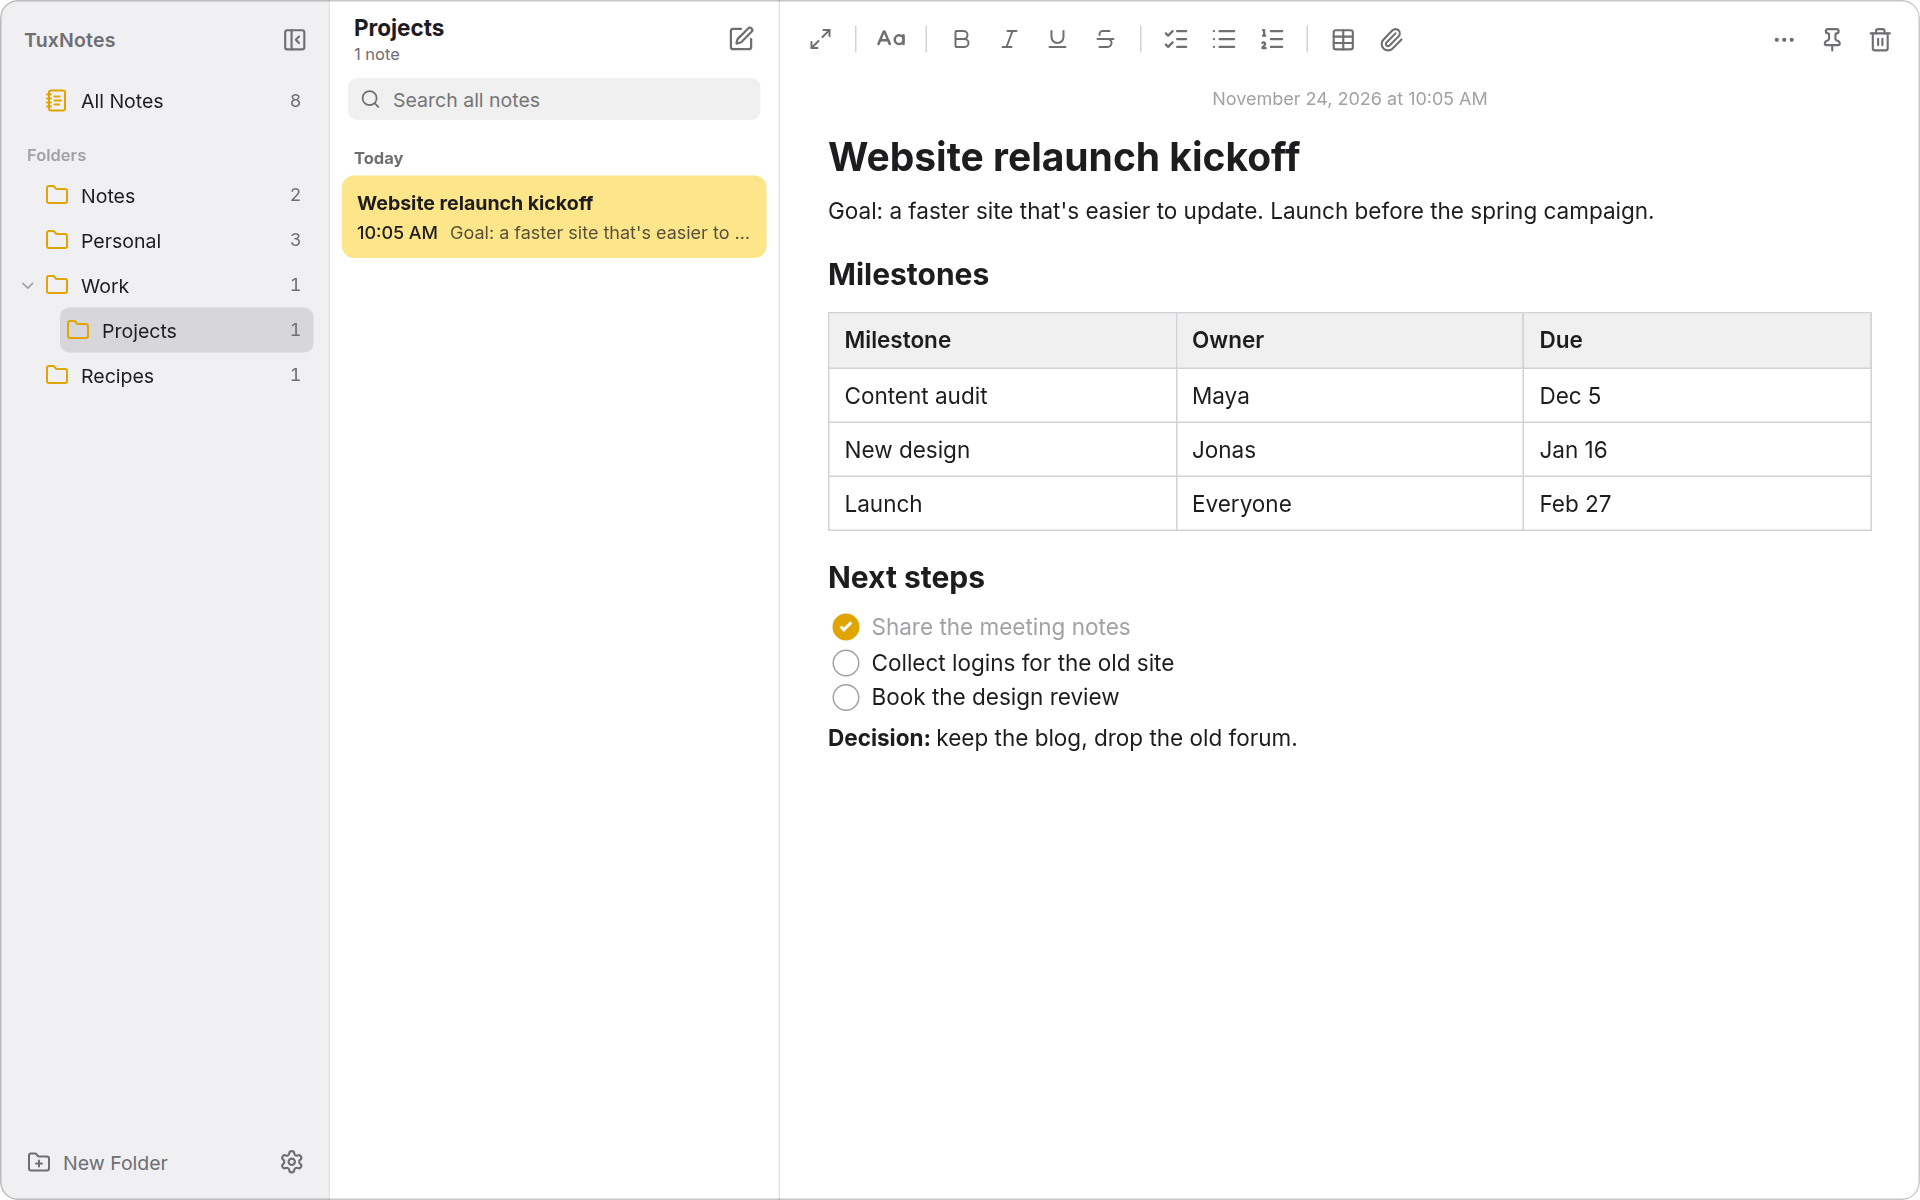 TuxNotes
All Notes 8
Folders
Notes 2
Personal 3
Work 1
Projects 1
Recipes 1
New Folder
Projects
1 note
Search all notes
Today
Website relaunch kickoff
10:05 AM Goal: a faster site that's easier to ...
Aa B I U S
November 24, 2026 at 10:05 AM
Website relaunch kickoff
Goal: a faster site that's easier to update. Launch before the spring campaign.
Milestones
Milestone Owner Due
Content audit Maya Dec 5
New design Jonas Jan 16
Launch Everyone Feb 27
Next steps
Share the meeting notes
Collect logins for the old site
Book the design review
Decision: keep the blog, drop the old forum.